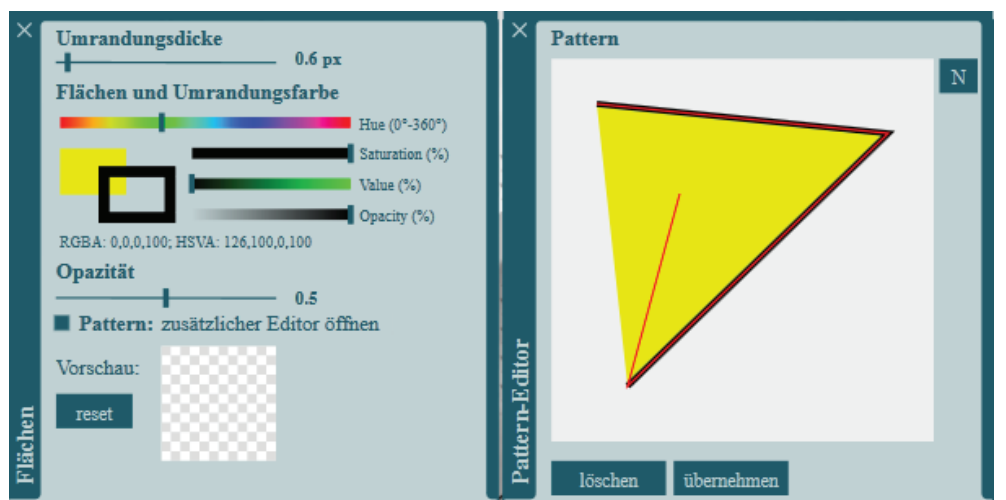 Umrandungsdicke
0.6 px
Flächen und Umrandungsfarbe
Hue (0°-360°)
Saturation (%)
Value (%)
Opacity (%)
RGBA: 0,0,0,100; HSVA: 126,100,0,100
Opazität
0.5
Pattern: zusätzlicher Editor öffnen
Vorschau:
reset
Flächen
Pattern
N
Pattern-Editor
löschen
übernehmen